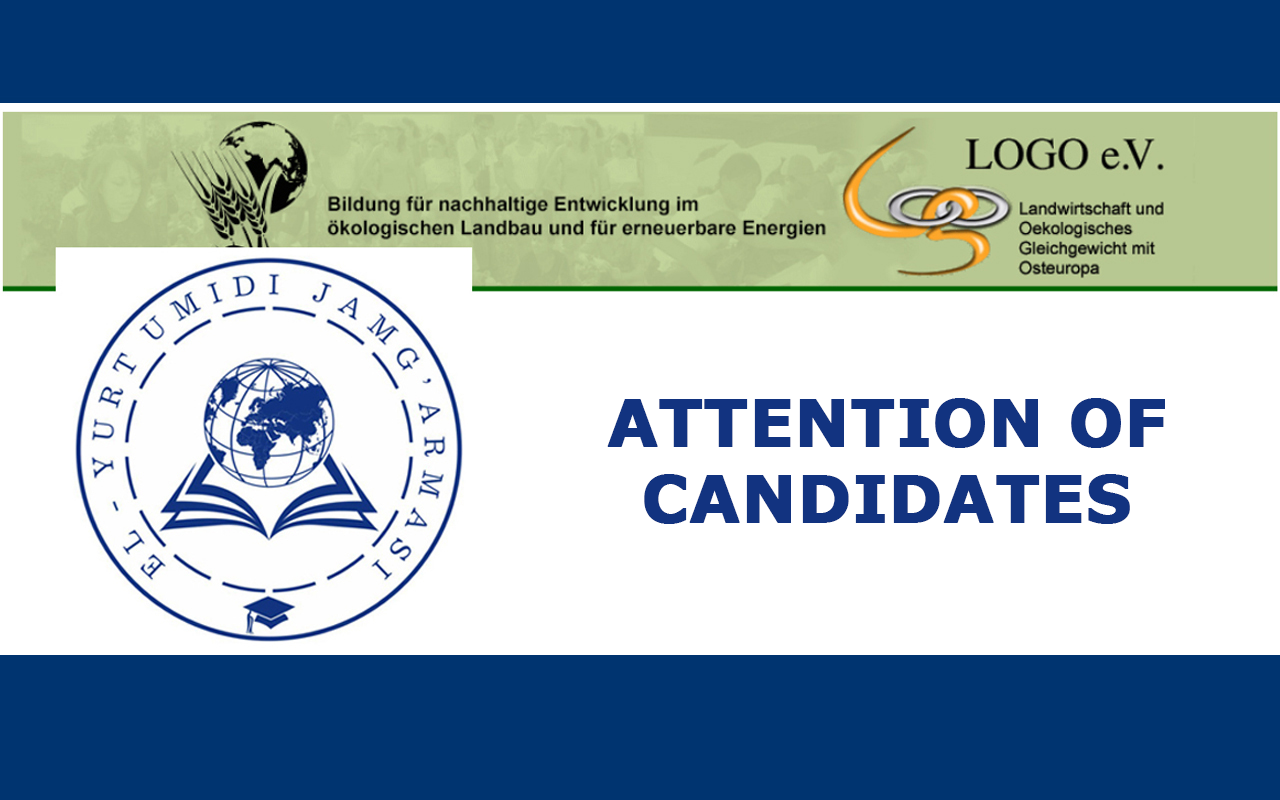 Bildung für nachhaltige Entwicklung im
ökologischen Landbau und für erneuerbare Energien
LOGO e.V.
Landwirtschaft und
Oekologisches
Gleichgewicht mit
Osteuropa
EL - YURT UMIDI JAMG'ARMASI
ATTENTION OF
CANDIDATES